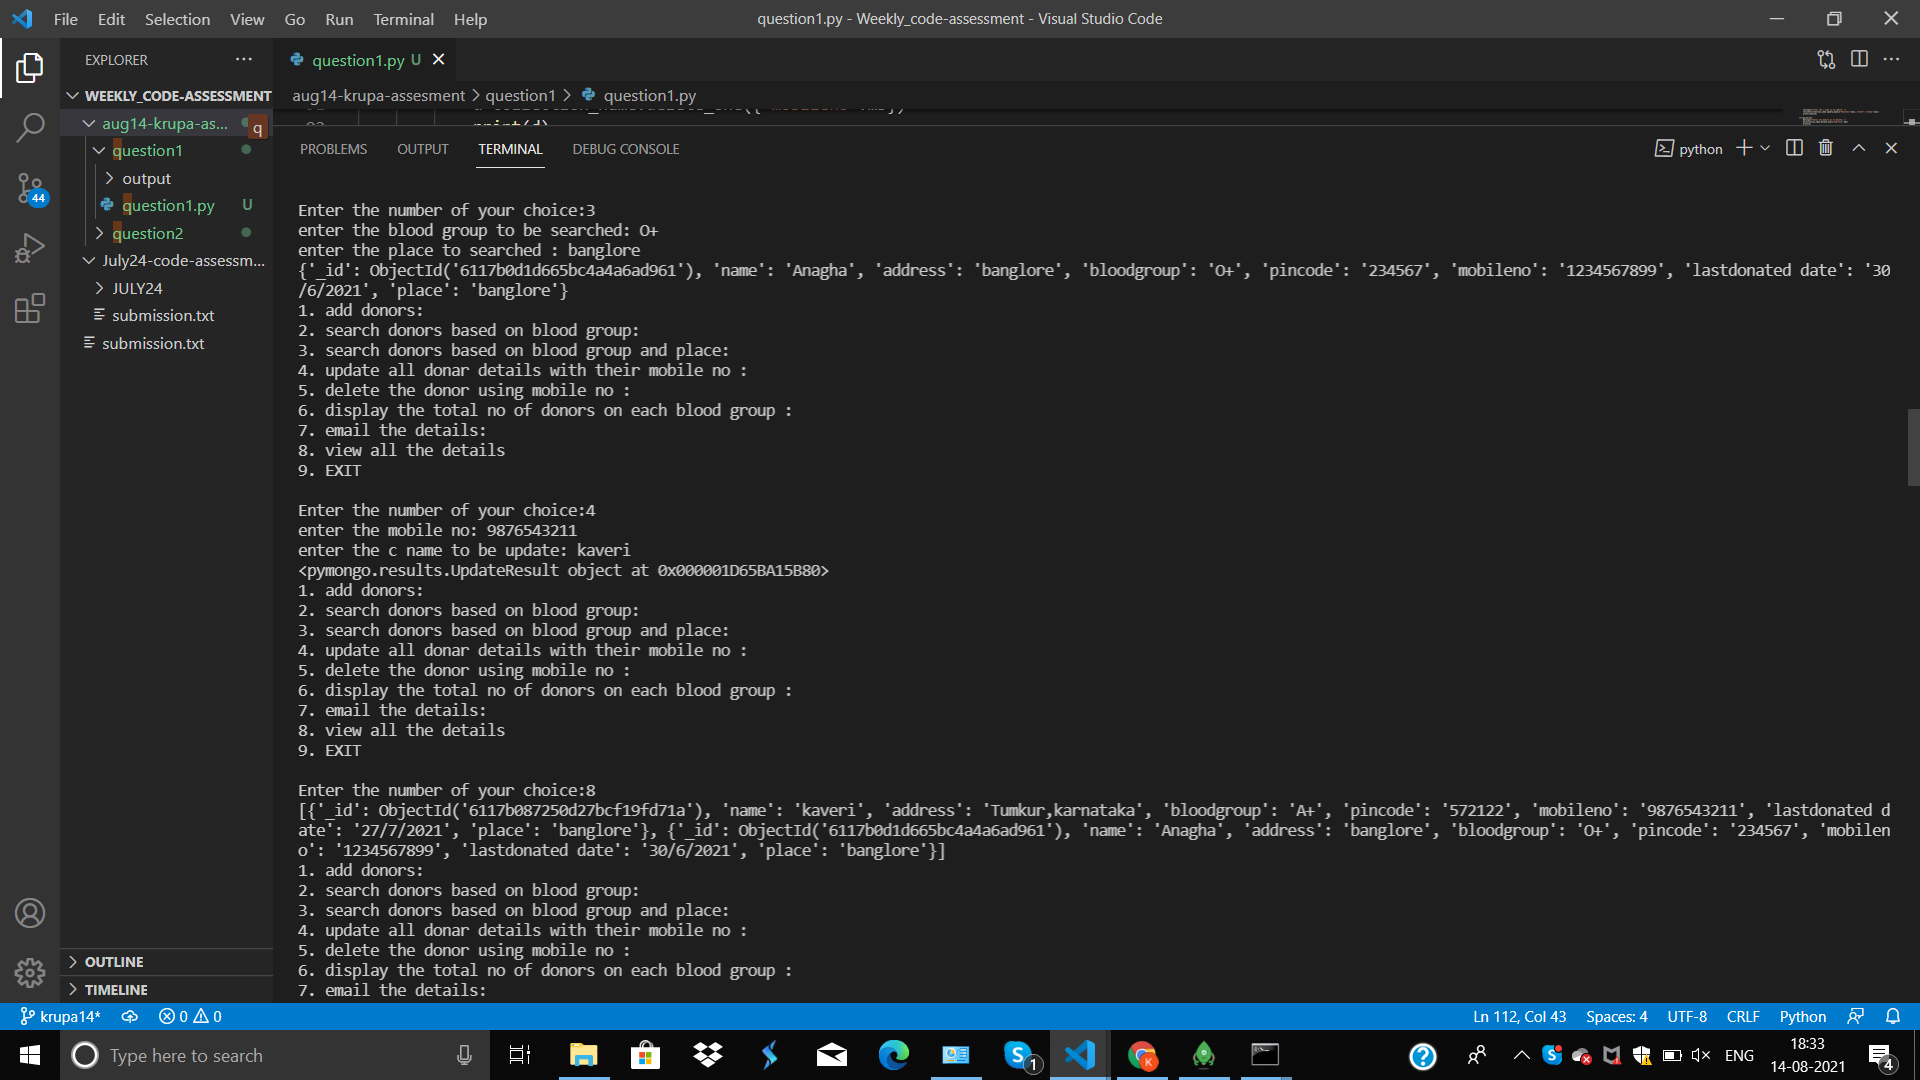 File Edit Selection View Go Run Terminal Help
question1.py - Weekly_code-assessment - Visual Studio Code
EXPLORER
question1.py U
WEEKLY_CODE-ASSESSMENT
aug14-krupa-as... q
question1
output
question1.py U
question2
July24-code-assessm...
JULY24
submission.txt
submission.txt
OUTLINE
TIMELINE
44
aug14-krupa-assesment > question1 > question1.py
print(d)
PROBLEMS OUTPUT TERMINAL DEBUG CONSOLE
python
Enter the number of your choice:3
enter the blood group to be searched: O+
enter the place to searched : banglore
{'_id': ObjectId('6117b0d1d665bc4a4a6ad961'), 'name': 'Anagha', 'address': 'banglore', 'bloodgroup': 'O+', 'pincode': '234567', 'mobileno': '1234567899', 'lastdonated date': '30
/6/2021', 'place': 'banglore'}
1. add donors:
2. search donors based on blood group:
3. search donors based on blood group and place:
4. update all donar details with their mobile no :
5. delete the donor using mobile no :
6. display the total no of donors on each blood group :
7. email the details:
8. view all the details
9. EXIT
Enter the number of your choice:4
enter the mobile no: 9876543211
enter the c name to be update: kaveri
<pymongo.results.UpdateResult object at 0x000001D65BA15B80>
1. add donors:
2. search donors based on blood group:
3. search donors based on blood group and place:
4. update all donar details with their mobile no :
5. delete the donor using mobile no :
6. display the total no of donors on each blood group :
7. email the details:
8. view all the details
9. EXIT
Enter the number of your choice:8
[{'_id': ObjectId('6117b087250d27bcf19fd71a'), 'name': 'kaveri', 'address': 'Tumkur,karnataka', 'bloodgroup': 'A+', 'pincode': '572122', 'mobileno': '9876543211', 'lastdonated d
ate': '27/7/2021', 'place': 'banglore'}, {'_id': ObjectId('6117b0d1d665bc4a4a6ad961'), 'name': 'Anagha', 'address': 'banglore', 'bloodgroup': 'O+', 'pincode': '234567', 'mobilen
o': '1234567899', 'lastdonated date': '30/6/2021', 'place': 'banglore'}]
1. add donors:
2. search donors based on blood group:
3. search donors based on blood group and place:
4. update all donar details with their mobile no :
5. delete the donor using mobile no :
6. display the total no of donors on each blood group :
7. email the details:
krupa14* 0 0
Ln 112, Col 43 Spaces: 4 UTF-8 CRLF Python
Type here to search
1
ENG
18:33
14-08-2021
4